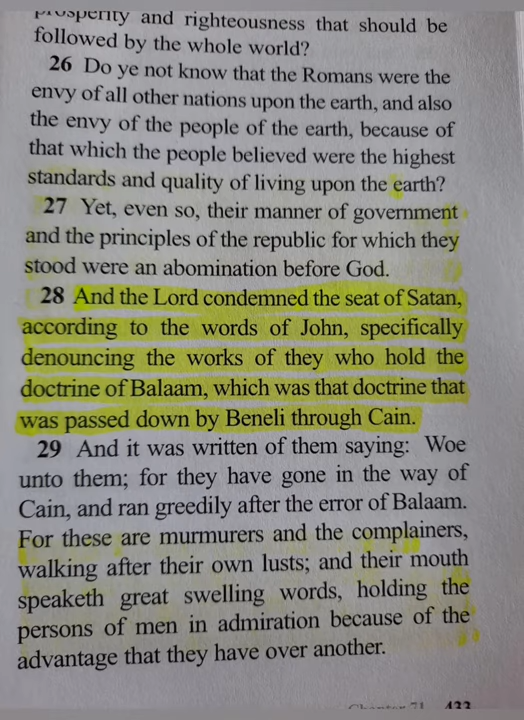 prosperity and righteousness that should be
followed by the whole world?
26 Do ye not know that the Romans were the
envy of all other nations upon the earth, and also
the envy of the people of the earth, because of
that which the people believed were the highest
standards and quality of living upon the earth?
27 Yet, even so, their manner of government
and the principles of the republic for which they
stood were an abomination before God.
28 And the Lord condemned the seat of Satan,
according to the words of John, specifically
denouncing the works of they who hold the
doctrine of Balaam, which was that doctrine that
was passed down by Beneli through Cain.
29 And it was written of them saying: Woe
unto them; for they have gone in the way of
Cain, and ran greedily after the error of Balaam.
For these are murmurers and the complainers,
walking after their own lusts; and their mouth
speaketh great swelling words, holding the
persons of men in admiration because of the
advantage that they have over another.
Chapter 71 433